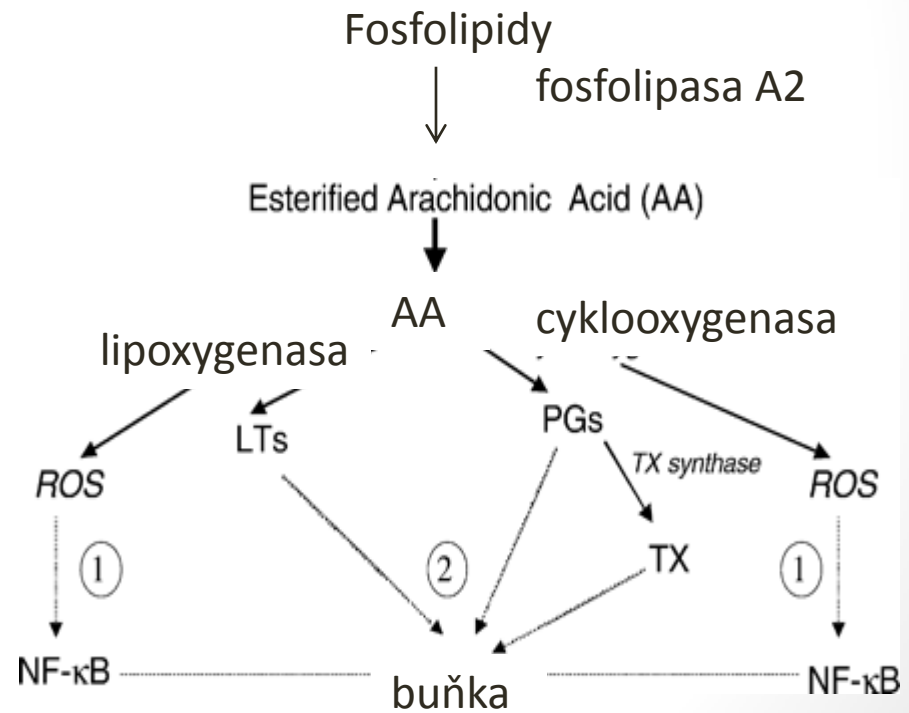 Fosfolipidy
fosfolipasa A2
Esterified Arachidonic Acid (AA)
AA
cyklooxygenasa
lipoxygenasa
LTs
PGs
TX synthase
ROS
ROS
1
2
TX
1
NF-κB
buňka
NF-κB